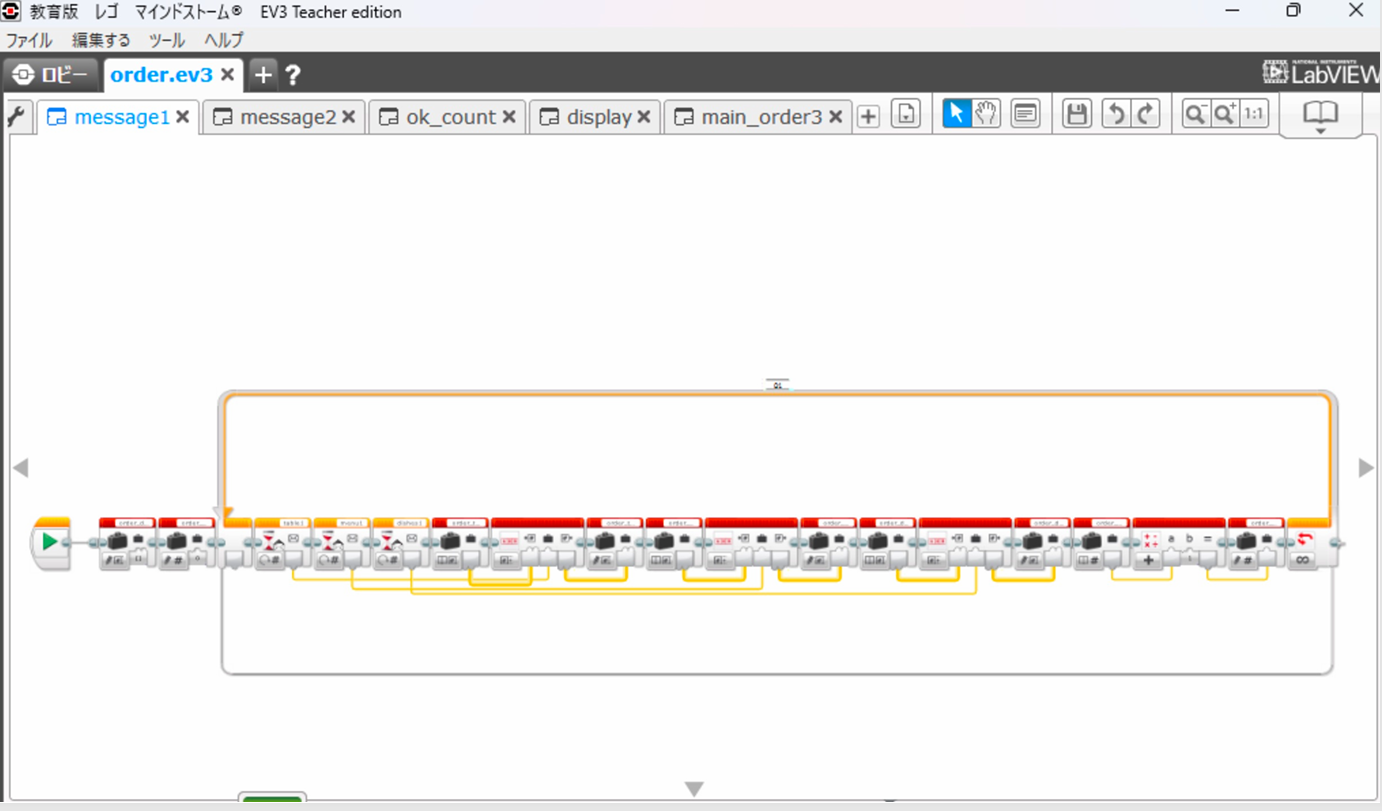 教育版 レゴ マインドストーム® EV3 Teacher edition
ファイル 編集する ツール ヘルプ
ロビー order.ev3 + ?
NATIONAL INSTRUMENTS
LabVIEW
message1 message2 ok_count display main_order3 + 1:1
01
a b =